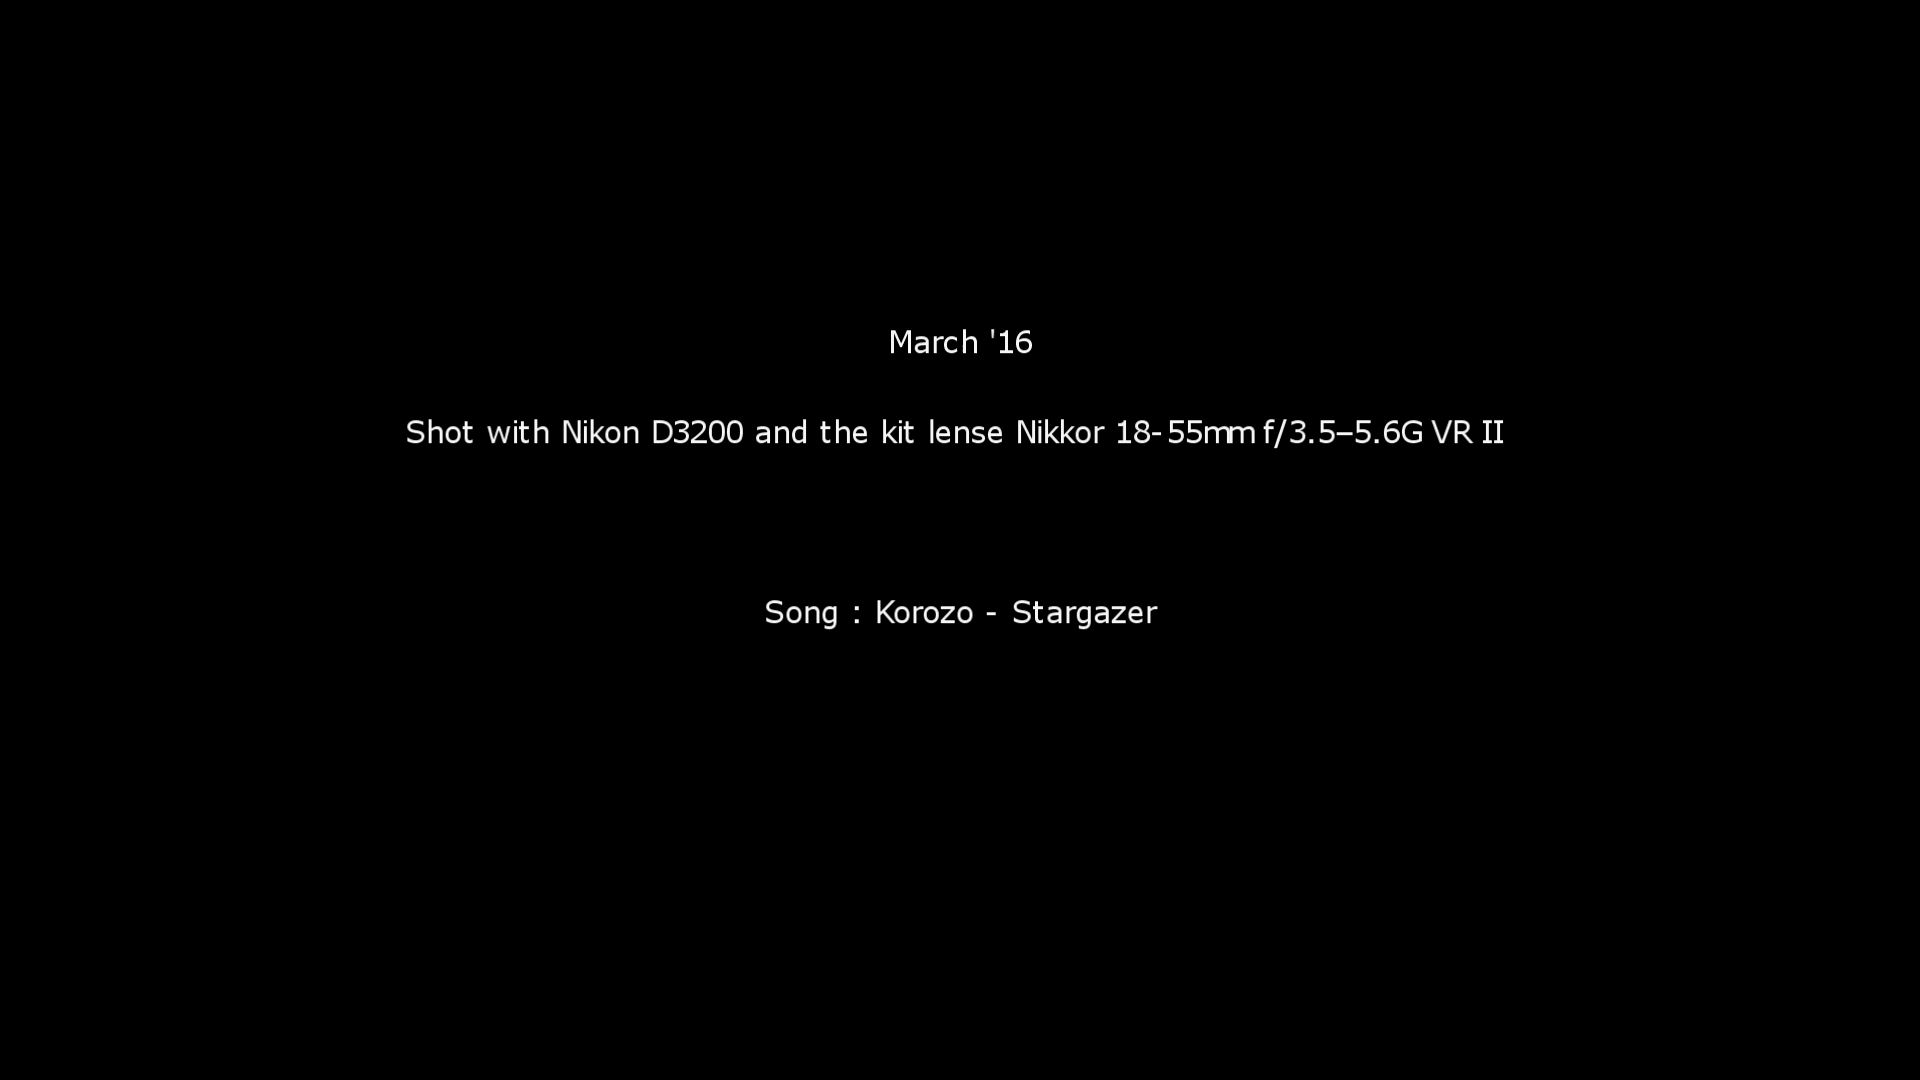 March '16
Shot with Nikon D3200 and the kit lense Nikkor 18-55mm f/3.5–5.6G VR II
Song : Korozo - Stargazer